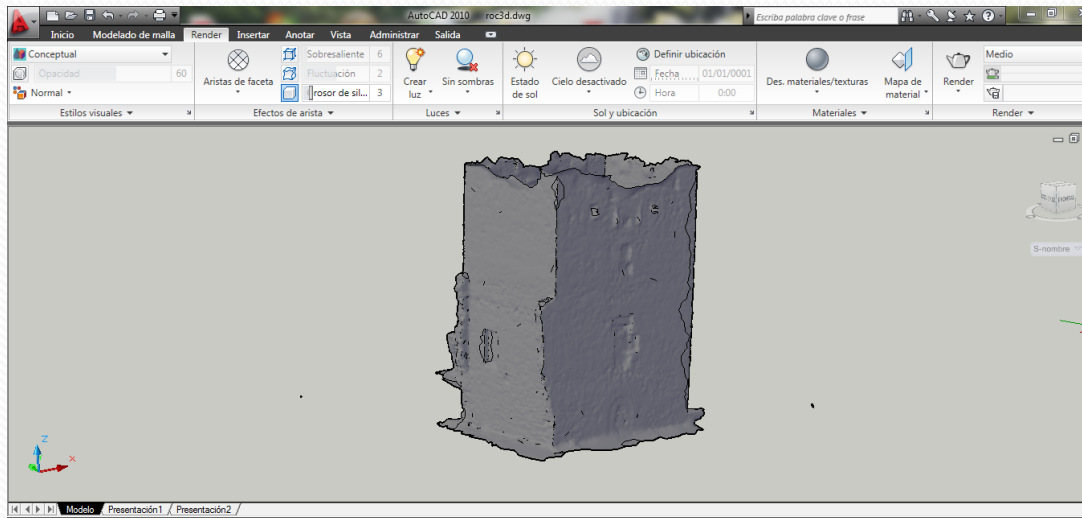 AutoCAD 2010 roc3d.dwg
Escriba palabra clave o frase
Inicio Modelado de malla Render Insertar Anotar Vista Administrar Salida
Conceptual
Opacidad 60
Normal
Estilos visuales
Aristas de faceta
Sobresaliente 6
Fluctuación 2
rosor de sil... 3
Efectos de arista
Crear luz
Sin sombras
Luces
Estado de sol
Cielo desactivado
Definir ubicación
Fecha 01/01/0001
Hora 0:00
Sol y ubicación
Des. materiales/texturas
Mapa de material
Materiales
Render
Medio
Render
S-nombre
Z
X
Modelo Presentación1 Presentación2